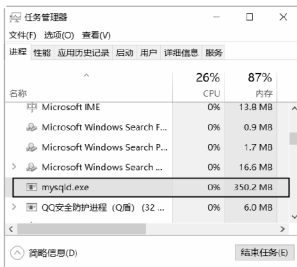 任务管理器
文件(F) 选项(O) 查看(V)
进程 性能 应用历史记录 启动 用户 详细信息 服务
26% 87%
名称 CPU 内存
Microsoft IME 0% 13.8 MB
Microsoft Windows Search F... 0% 0.9 MB
Microsoft Windows Search P... 0% 1.7 MB
Microsoft Windows Search ... 0% 16.6 MB
mysqld.exe 0% 350.2 MB
QQ安全防护进程（Q盾） (32 ... 0% 6.0 MB
简略信息(D) 结束任务(E)